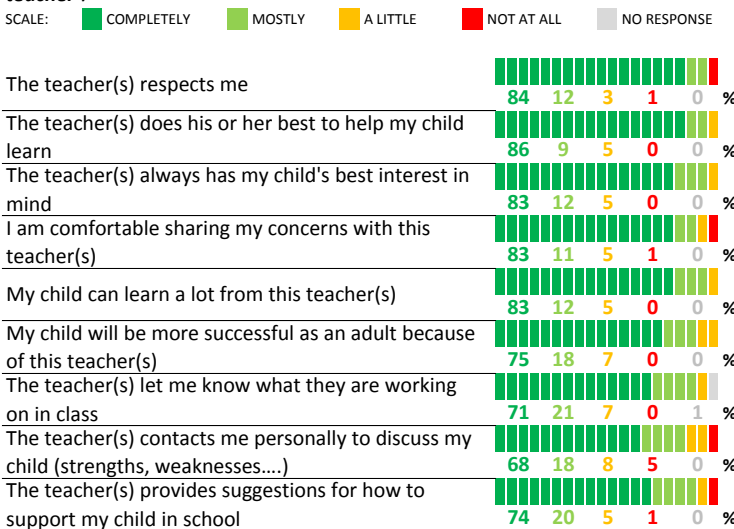 teacher?
SCALE: COMPLETELY MOSTLY A LITTLE NOT AT ALL NO RESPONSE
The teacher(s) respects me
84 12 3 1 0 %
The teacher(s) does his or her best to help my child
learn
86 9 5 0 0 %
The teacher(s) always has my child's best interest in
mind
83 12 5 0 0 %
I am comfortable sharing my concerns with this
teacher(s)
83 11 5 1 0 %
My child can learn a lot from this teacher(s)
83 12 5 0 0 %
My child will be more successful as an adult because
of this teacher(s)
75 18 7 0 0 %
The teacher(s) let me know what they are working
on in class
71 21 7 0 1 %
The teacher(s) contacts me personally to discuss my
child (strengths, weaknesses....)
68 18 8 5 0 %
The teacher(s) provides suggestions for how to
support my child in school
74 20 5 1 0 %